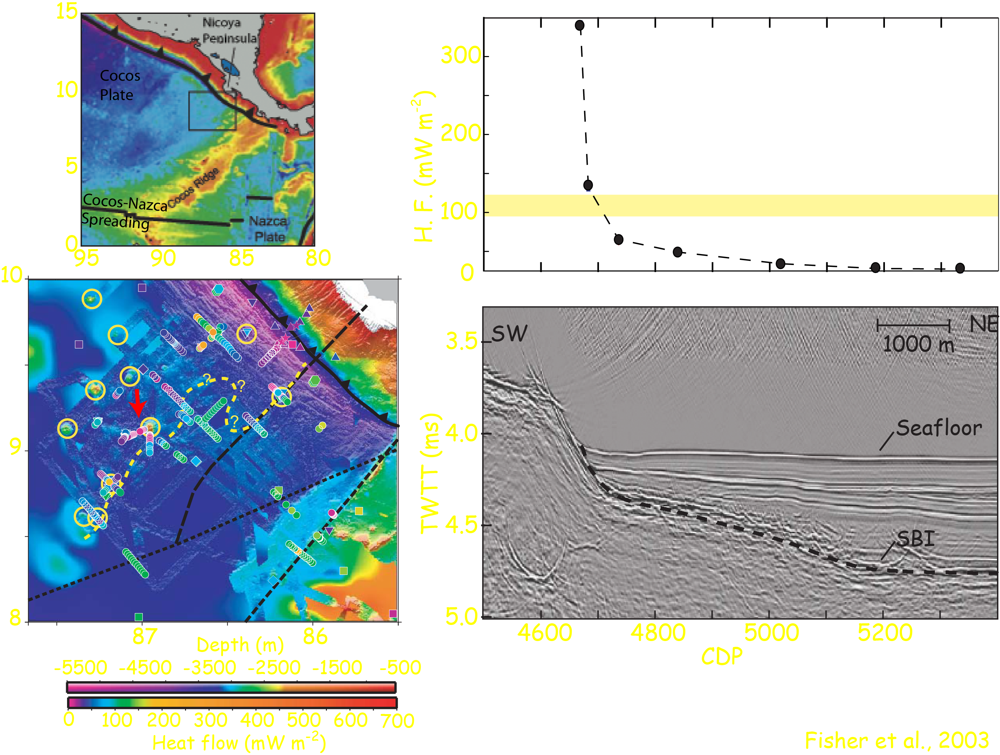 15
10
5
0
95
90
85
80
Nicoya
Peninsula
Cocos
Plate
Cocos Ridge
Cocos-Nazca
Spreading
Nazca
Plate
300
200
100
0
H. F. (mW m-2)
10
9
8
87
86
?
?
?
Depth (m)
-5500 -4500 -3500 -2500 -1500 -500
0 100 200 300 400 500 600 700
Heat flow (mW m-2)
SW
NE
1000 m
Seafloor
SBI
3.5
4.0
4.5
5.0
TWTT (ms)
4600 4800 5000 5200
CDP
Fisher et al., 2003